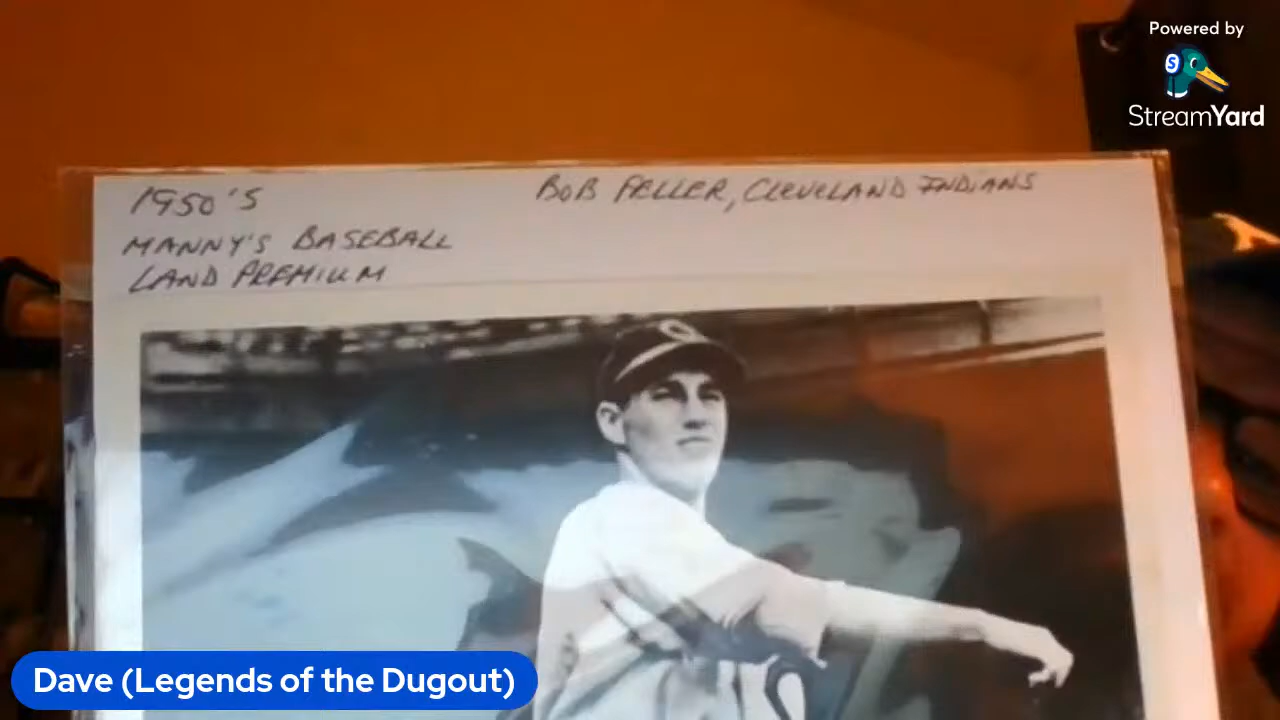 Powered by
StreamYard
1950'S
BOB FELLER, CLEVELAND INDIANS
MANNY'S BASEBALL
LAND PREMIUM
Dave (Legends of the Dugout)